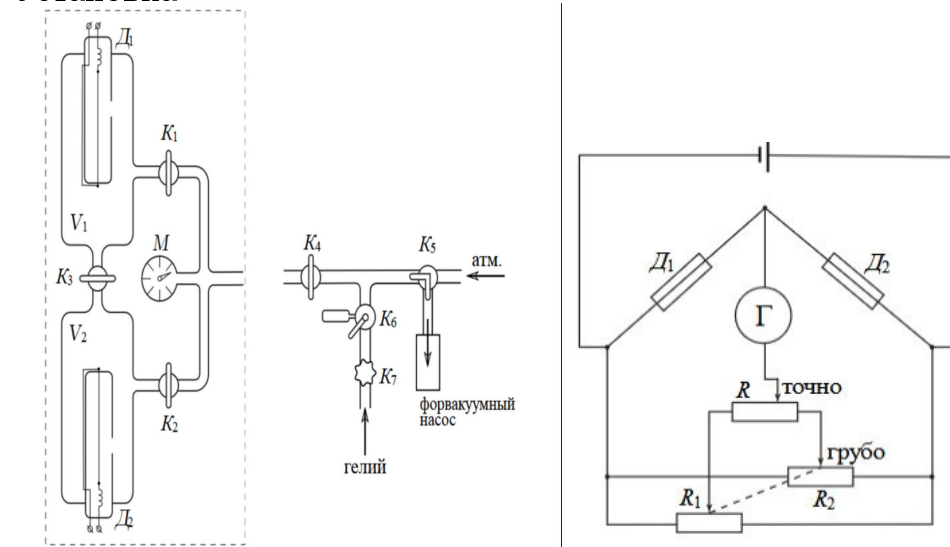 Д₁
K₁
V₁
M
K₃
V₂
K₂
Д₂
K₄
K₅
атм.
K₆
K₇
форвакуумный
насос
гелий
Д₁
Д₂
Г
R
точно
грубо
R₁
R₂